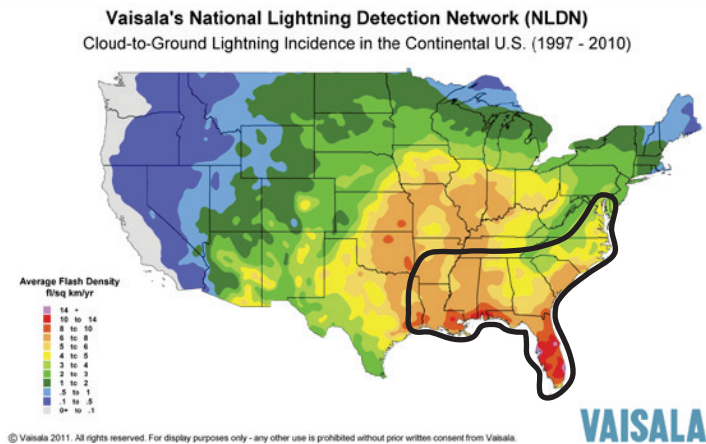 Vaisala's National Lightning Detection Network (NLDN)
Cloud-to-Ground Lightning Incidence in the Continental U.S. (1997 - 2010)
Average Flash Density
fl/sq km/yr
14 +
10 to 14
8 to 10
6 to 8
5 to 6
4 to 5
3 to 4
2 to 3
1 to 2
.5 to 1
.1 to .5
0+ to .1
© Vaisala 2011. All rights reserved. For display purposes only - any other use is prohibited without prior written consent from Vaisala.
VAISALA